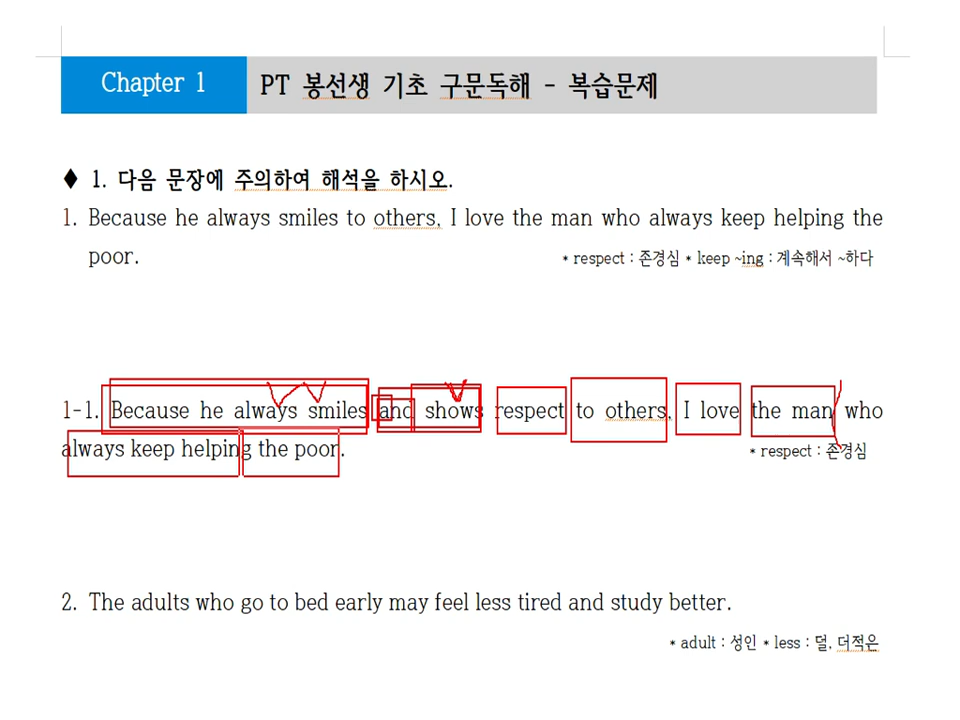 Chapter 1
PT 봉선생 기초 구문독해 - 복습문제
◆ 1. 다음 문장에 주의하여 해석을 하시오.
1. Because he always smiles to others, I love the man who always keep helping the
poor.
* respect : 존경심 * keep ~ing : 계속해서 ~하다
1-1. Because he always smiles and shows respect to others, I love the man who
always keep helping the poor.
* respect : 존경심
2. The adults who go to bed early may feel less tired and study better.
* adult : 성인 * less : 덜, 더적은